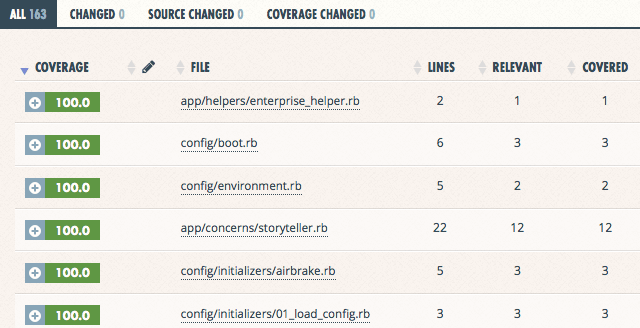 ALL 163 CHANGED 0 SOURCE CHANGED 0 COVERAGE CHANGED 0
COVERAGE FILE LINES RELEVANT COVERED
100.0 app/helpers/enterprise_helper.rb 2 1 1
100.0 config/boot.rb 6 3 3
100.0 config/environment.rb 5 2 2
100.0 app/concerns/storyteller.rb 22 12 12
100.0 config/initializers/airbrake.rb 5 3 3
100.0 config/initializers/01_load_config.rb 3 3 3